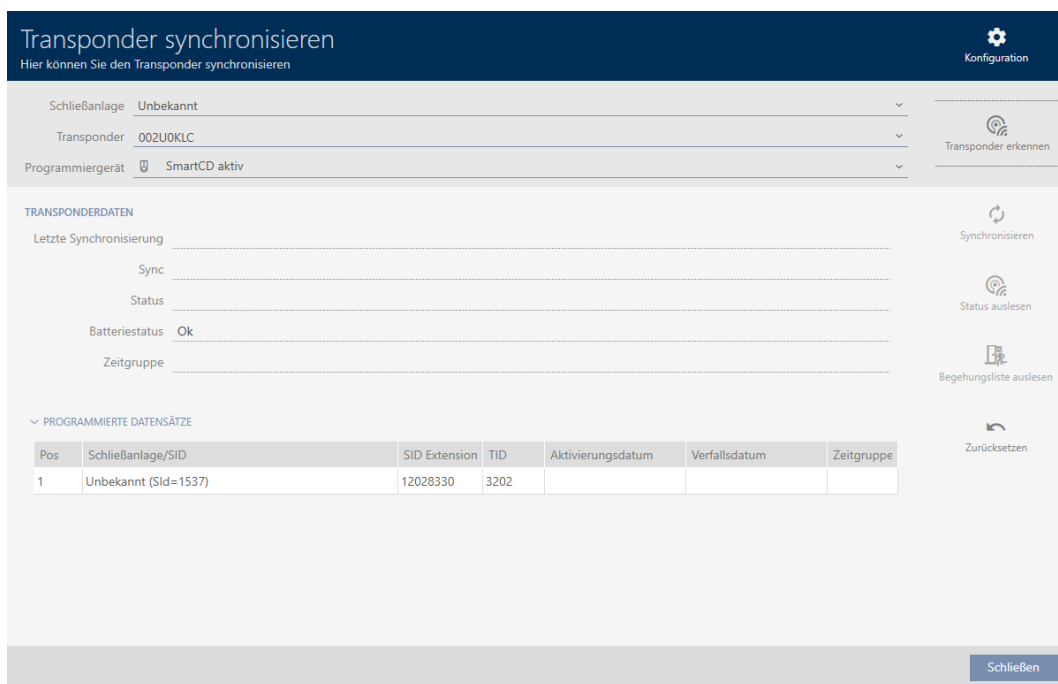 Transponder synchronisieren
Hier können Sie den Transponder synchronisieren
Konfiguration
Schließanlage Unbekannt
Transponder 002U0KLC
Programmiergerät SmartCD aktiv
Transponder erkennen
TRANSPONDERDATEN
Letzte Synchronisierung
Sync
Status
Batteriestatus Ok
Zeitgruppe
Synchronisieren
Status auslesen
Begehungsliste auslesen
Zurücksetzen
PROGRAMMIERTE DATENSÄTZE
Pos Schließanlage/SID SID Extension TID Aktivierungsdatum Verfallsdatum Zeitgruppe
1 Unbekannt (SId=1537) 12028330 3202
Schließen